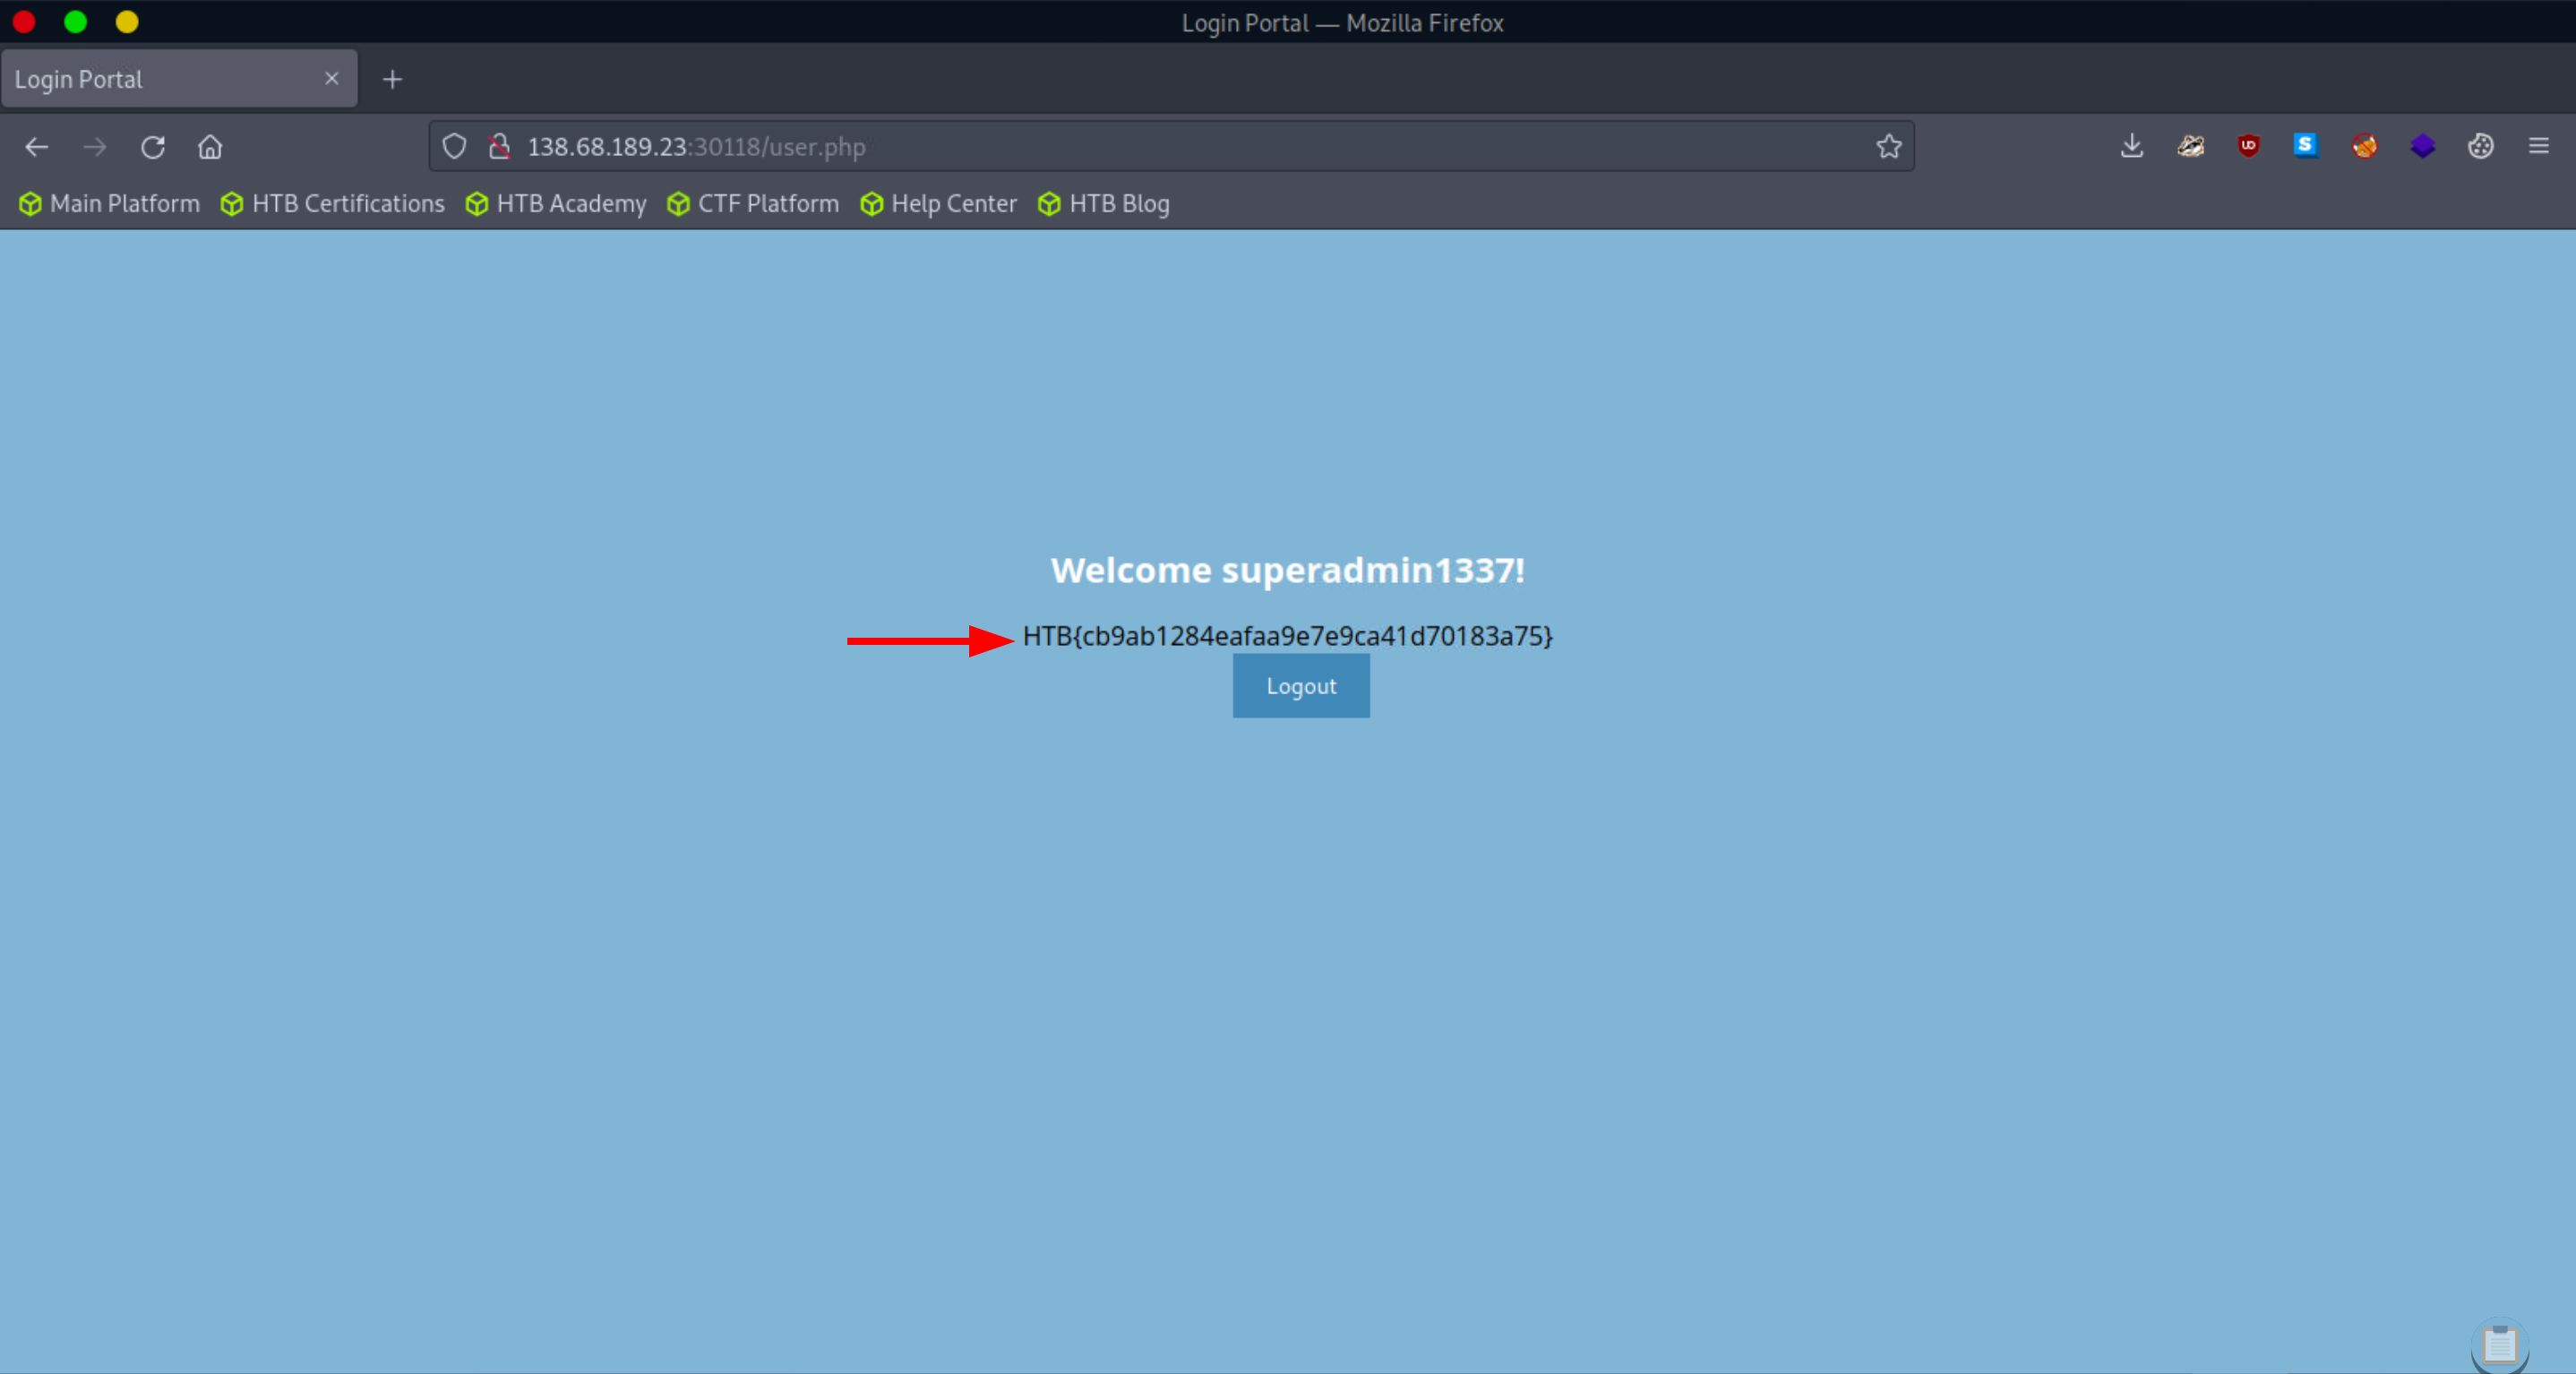 Login Portal — Mozilla Firefox
Login Portal
138.68.189.23:30118/user.php
Main Platform HTB Certifications HTB Academy CTF Platform Help Center HTB Blog
Welcome superadmin1337!
HTB{cb9ab1284eafaa9e7e9ca41d70183a75}
Logout